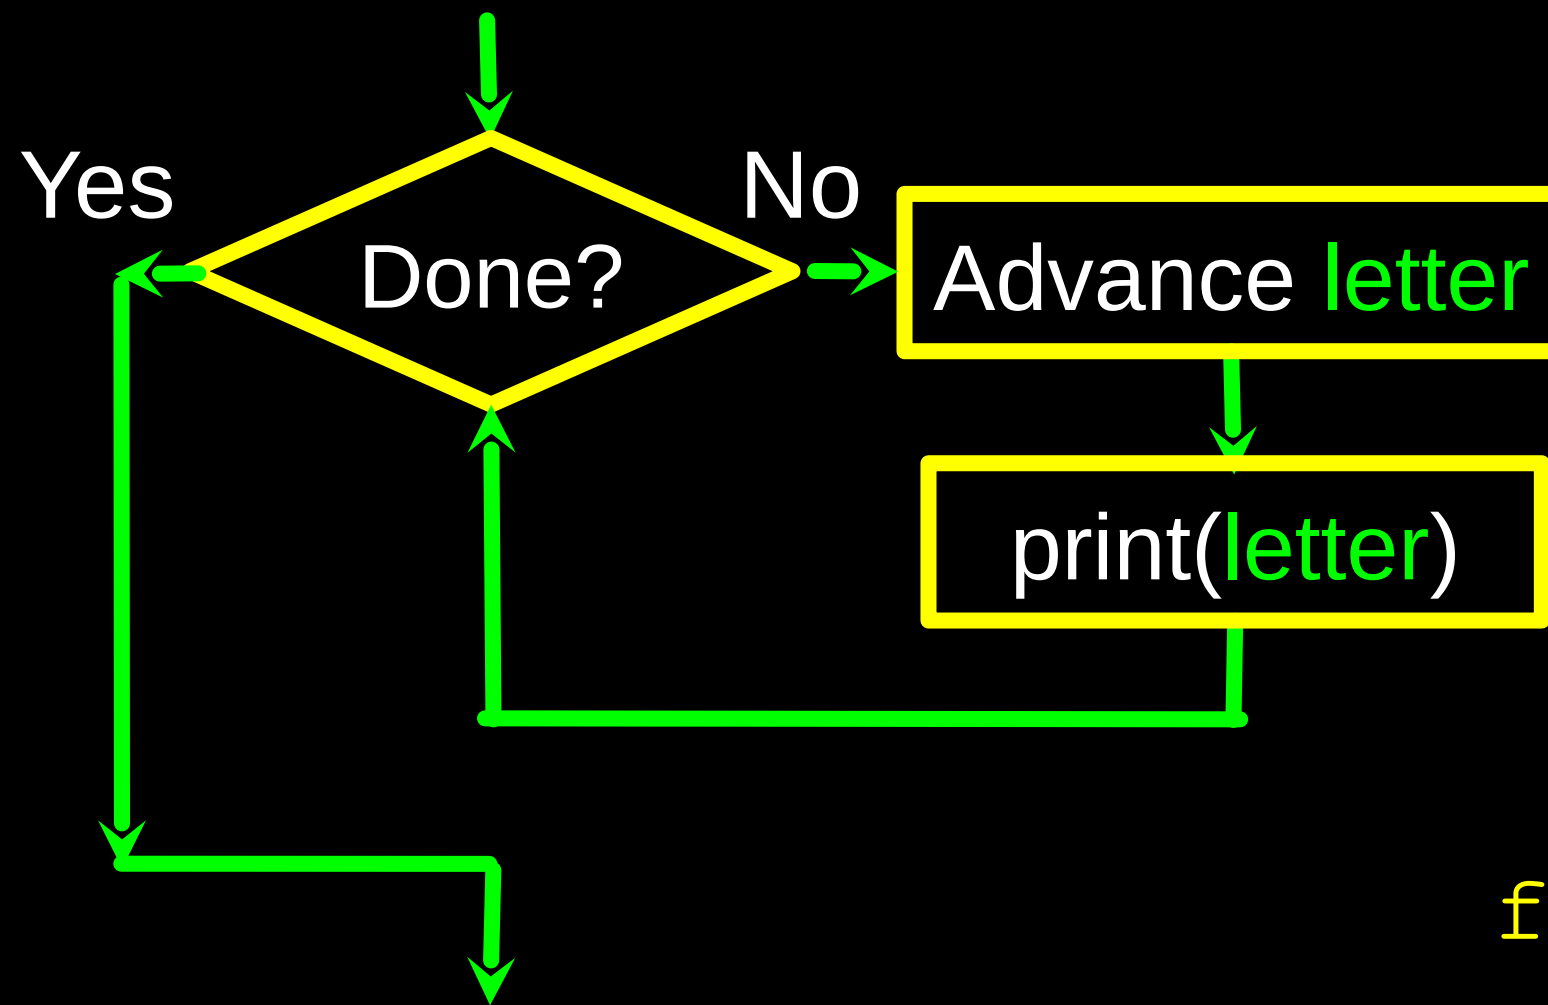 Yes
No
Done?
Advance letter
print(letter)
f